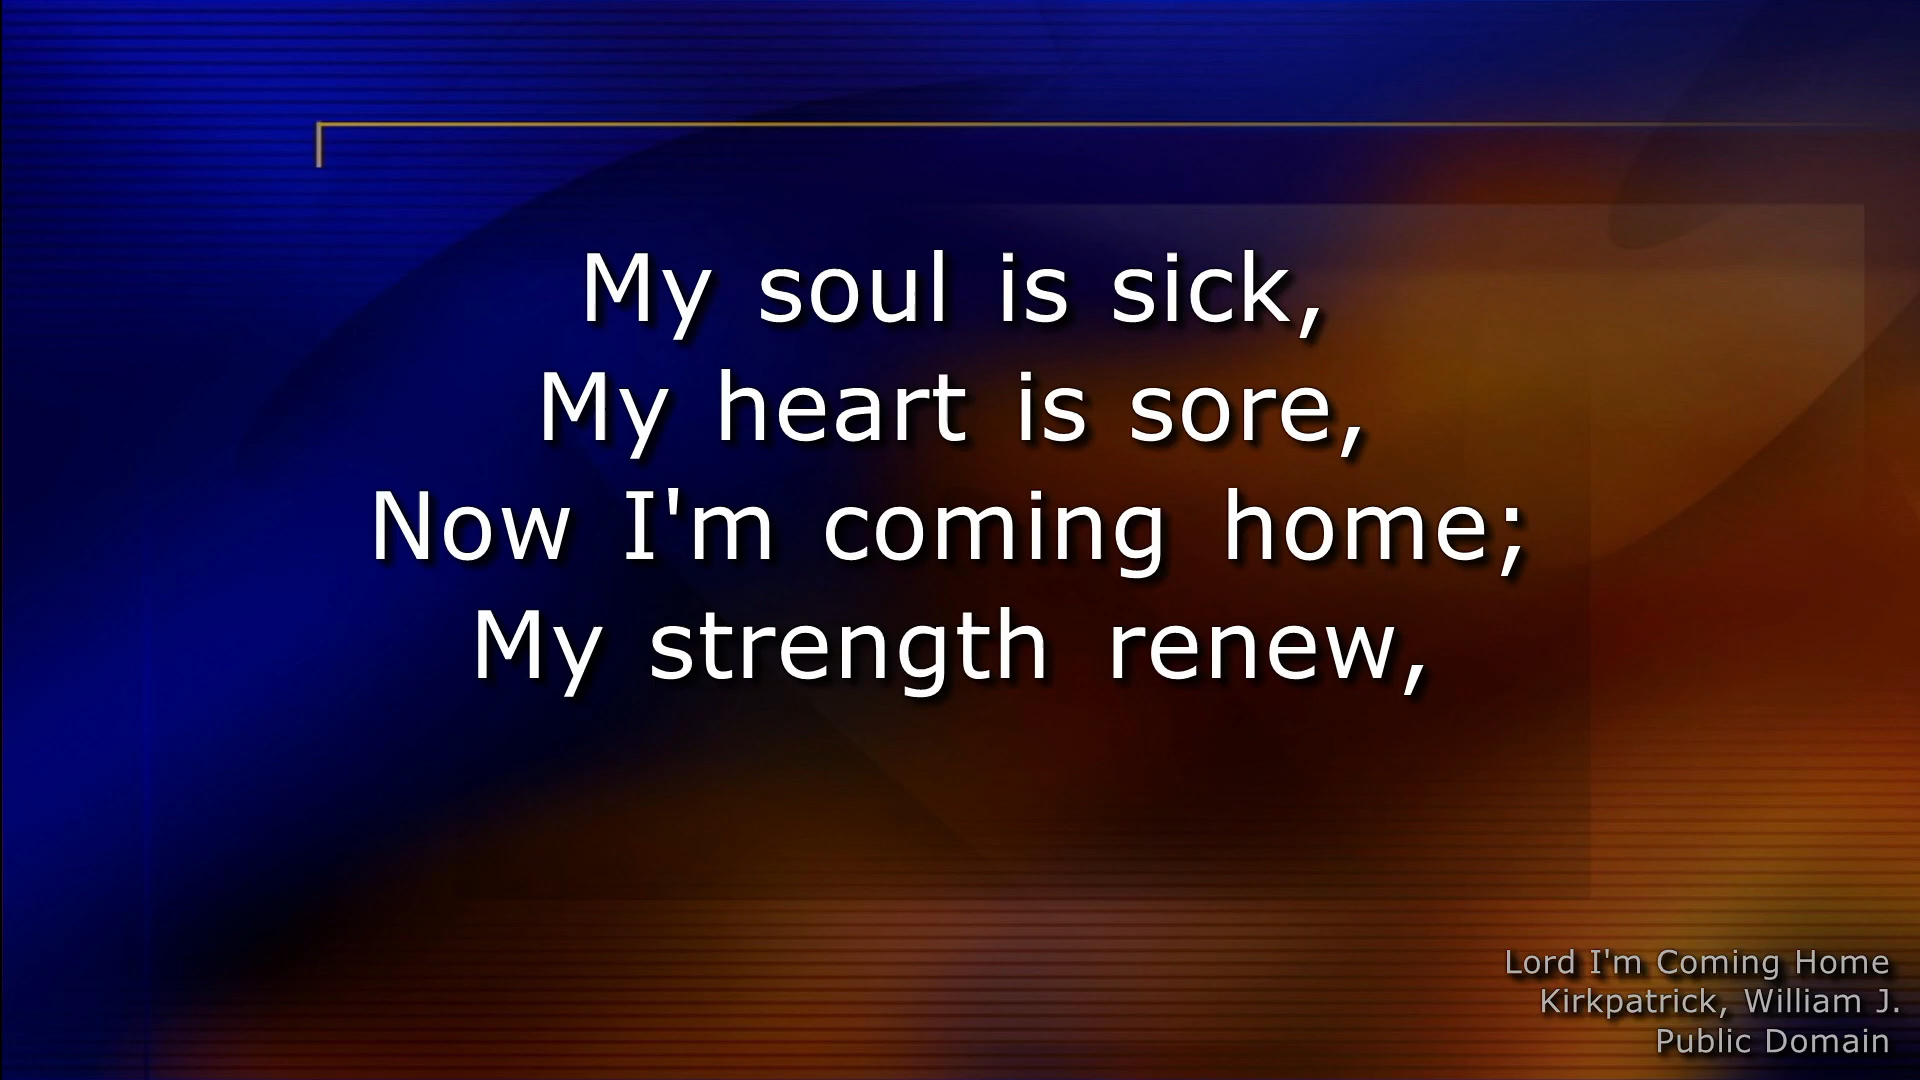 My soul is sick,
My heart is sore,
Now I'm coming home;
My strength renew,
Lord I'm Coming Home
Kirkpatrick, William J.
Public Domain